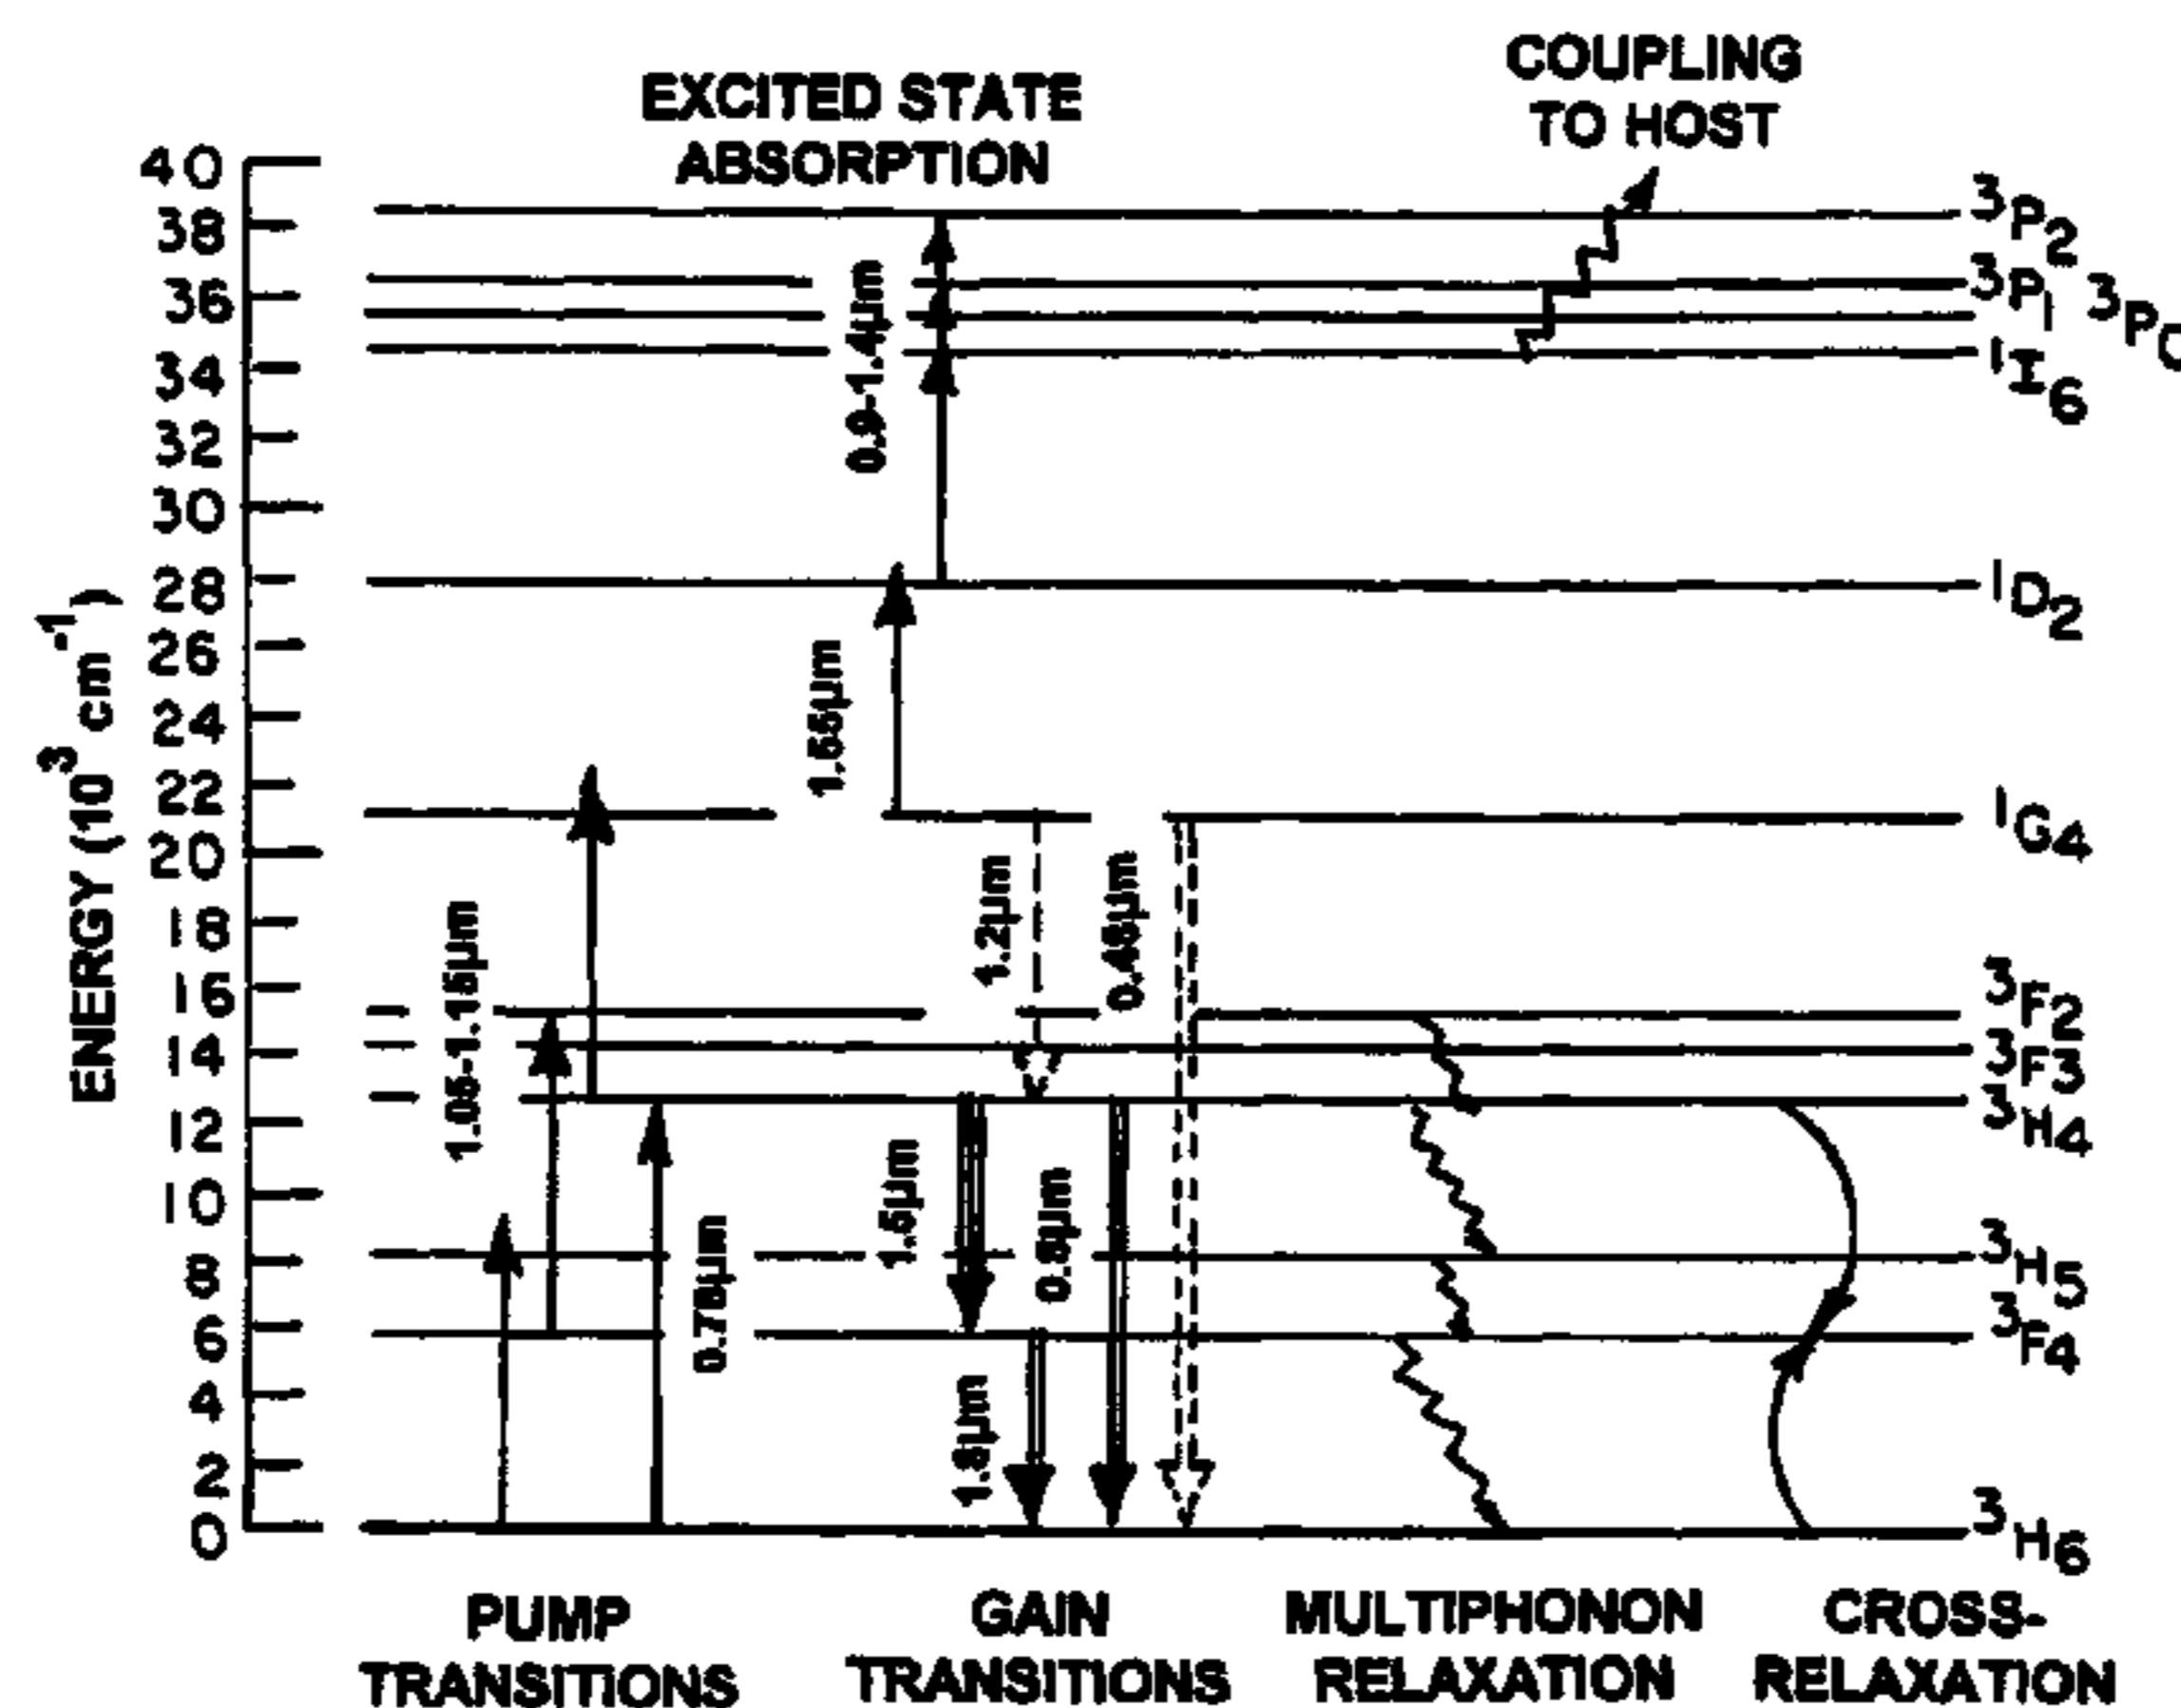 EXCITED STATE
ABSORPTION
COUPLING
TO HOST
ENERGY (10³ cm⁻¹)
40
38
36
34
32
30
28
26
24
22
20
18
16
14
12
10
8
6
4
2
0
0.9-1.4µm
1.55µm
1.05-1.15µm
1.2µm
0.48µm
1.5µm
0.8µm
0.78µm
1.8µm
³P₂
³P₁
³P₀
¹I₆
¹D₂
¹G₄
³F₂
³F₃
³H₄
³H₅
³F₄
³H₆
PUMP
TRANSITIONS
GAIN
TRANSITIONS
MULTIPHONON
RELAXATION
CROSS-
RELAXATION